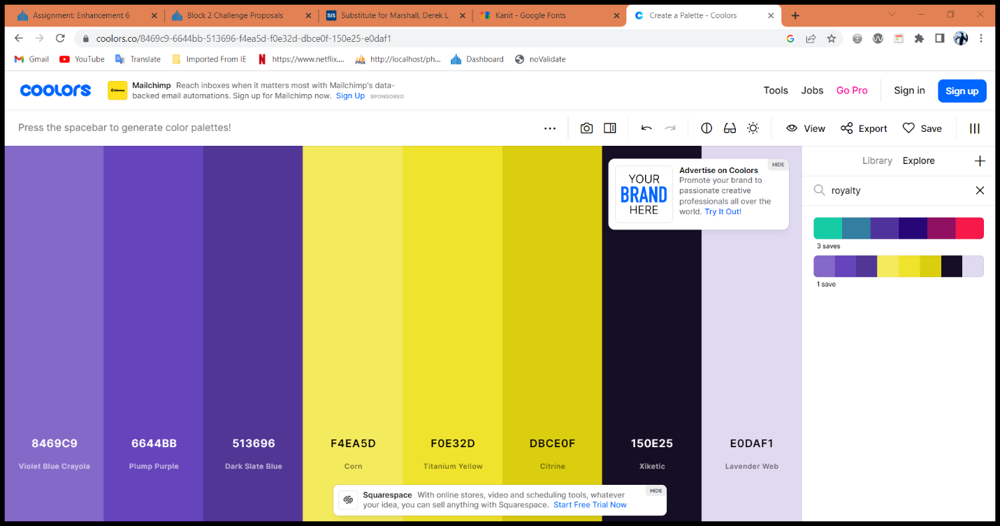 Assignment: Enhancement 6
Block 2 Challenge Proposals
SIS Substitute for Marshall, Derek L
Kanit - Google Fonts
Create a Palette - Coolors
coolors.co/8469c9-6644bb-513696-f4ea5d-f0e32d-dbce0f-150e25-e0daf1
Gmail YouTube Translate Imported From IE https://www.netflix.... http://localhost/ph... Dashboard noValidate
coolors
Mailchimp Reach inboxes when it matters most with Mailchimp's data-
backed email automations. Sign up for Mailchimp now. Sign Up SPONSORED
Tools Jobs Go Pro Sign in Sign up
Press the spacebar to generate color palettes!
View Export Save
Library Explore
royalty
3 saves
1 save
HIDE
YOUR
BRAND
HERE
Advertise on Coolors
Promote your brand to
passionate creative
professionals all over the
world. Try It Out!
8469C9 6644BB 513696 F4EA5D F0E32D DBCE0F 150E25 E0DAF1
Violet Blue Crayola Plump Purple Dark Slate Blue Corn Titanium Yellow Citrine Xiketic Lavender Web
Squarespace With online stores, video and scheduling tools, whatever
your idea, you can sell anything with Squarespace. Start Free Trial Now
HIDE